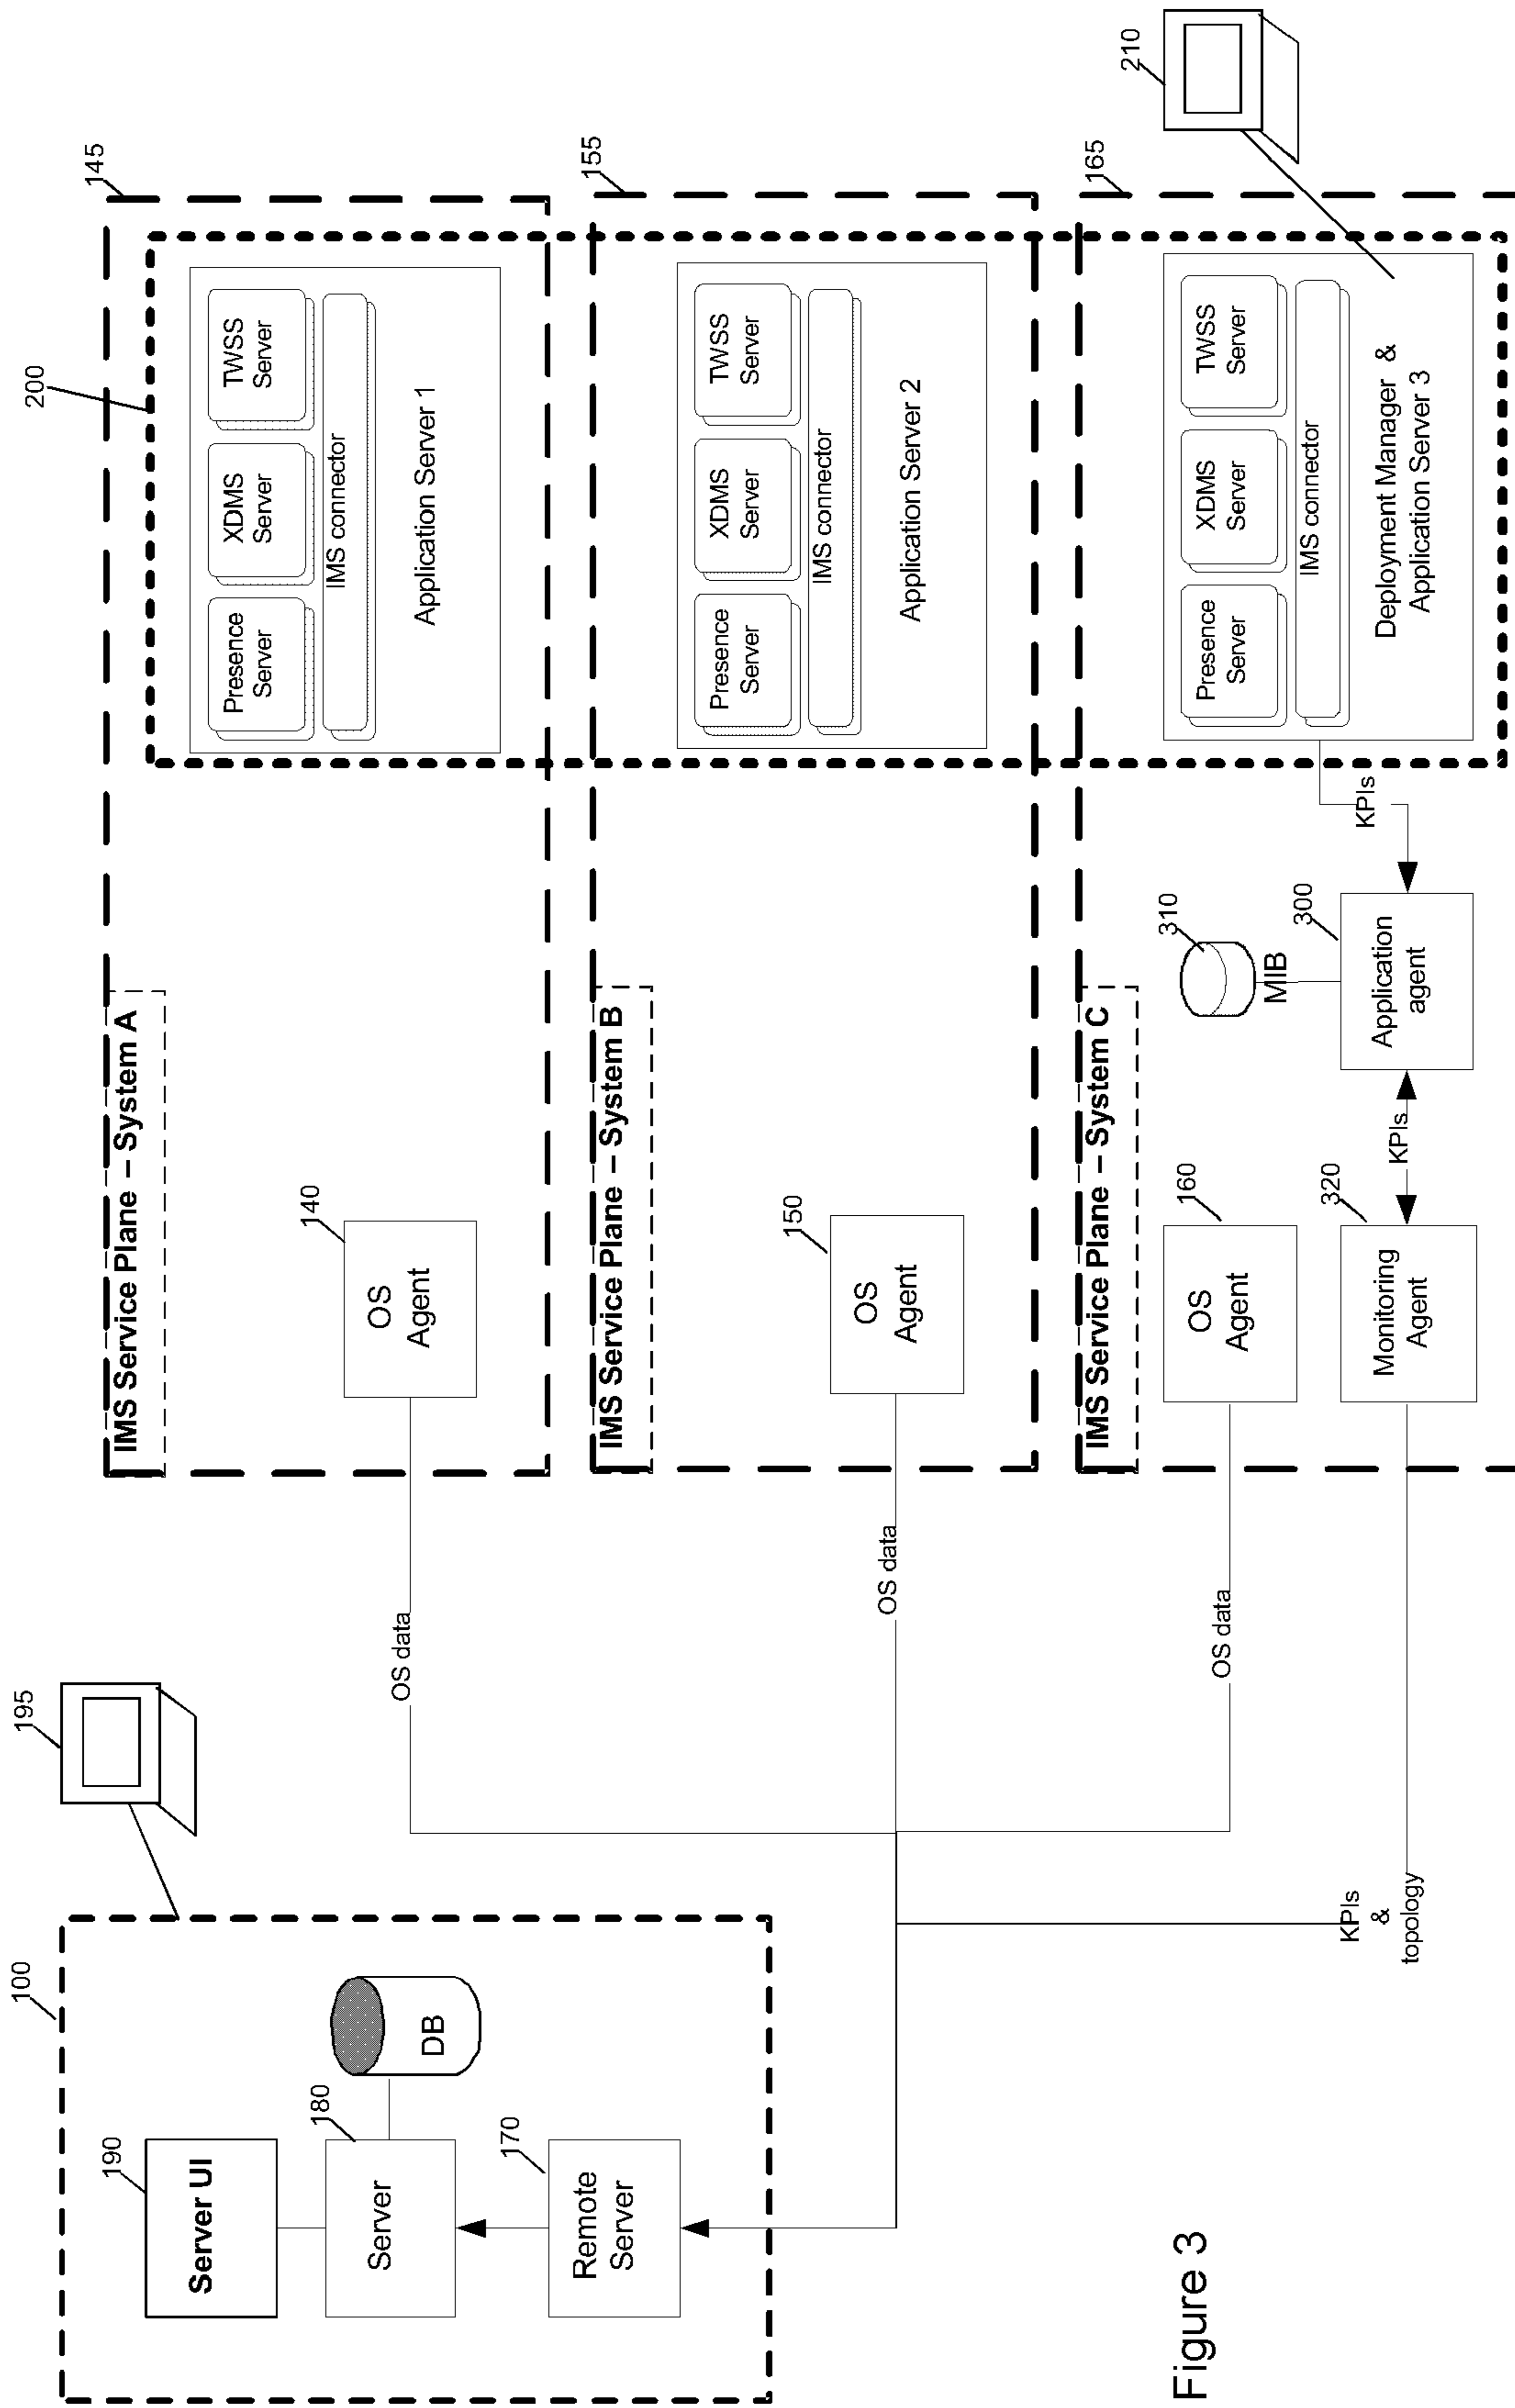 100
190
Server UI
180
Server
DB
170
Remote
Server
195
OS data
OS data
OS data
KPIs
&
topology
IMS Service Plane – System A
145
140
OS
Agent
200
Presence
Server
XDMS
Server
TWSS
Server
IMS connector
Application Server 1
IMS Service Plane – System B
155
150
OS
Agent
Presence
Server
XDMS
Server
TWSS
Server
IMS connector
Application Server 2
IMS Service Plane – System C
165
160
OS
Agent
320
Monitoring
Agent
KPIs
310
MIB
300
Application
agent
KPIs
Presence
Server
XDMS
Server
TWSS
Server
IMS connector
Deployment Manager &
Application Server 3
210
Figure 3